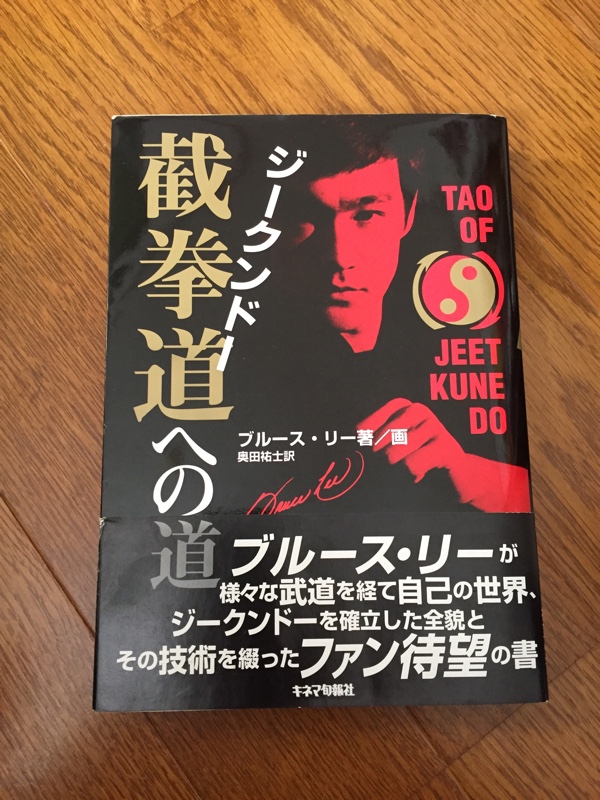 截拳道への道
ジークンドー
TAO
OF
JEET
KUNE
DO
ブルース・リー著／画
奥田祐士訳
Bruce Lee
ブルース・リーが
様々な武道を経て自己の世界、
ジークンドーを確立した全貌と
その技術を綴ったファン待望の書
キネマ旬報社